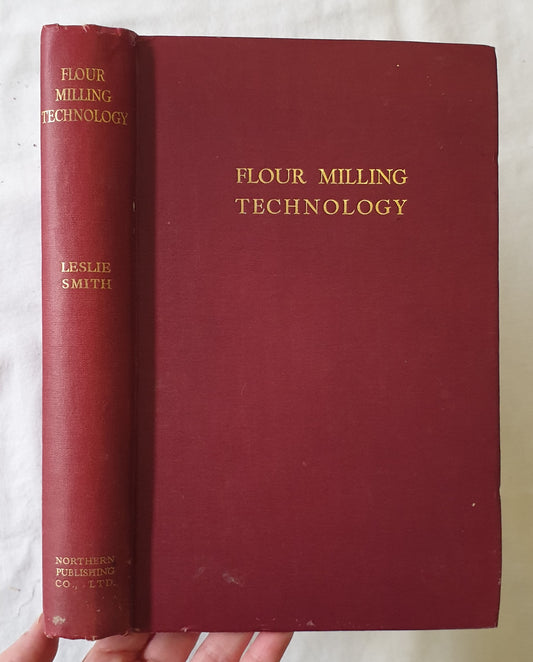 FLOUR
MILLING
TECHNOLOGY
LESLIE
SMITH
NORTHERN
PUBLISHING
CO., LTD.
FLOUR MILLING
TECHNOLOGY